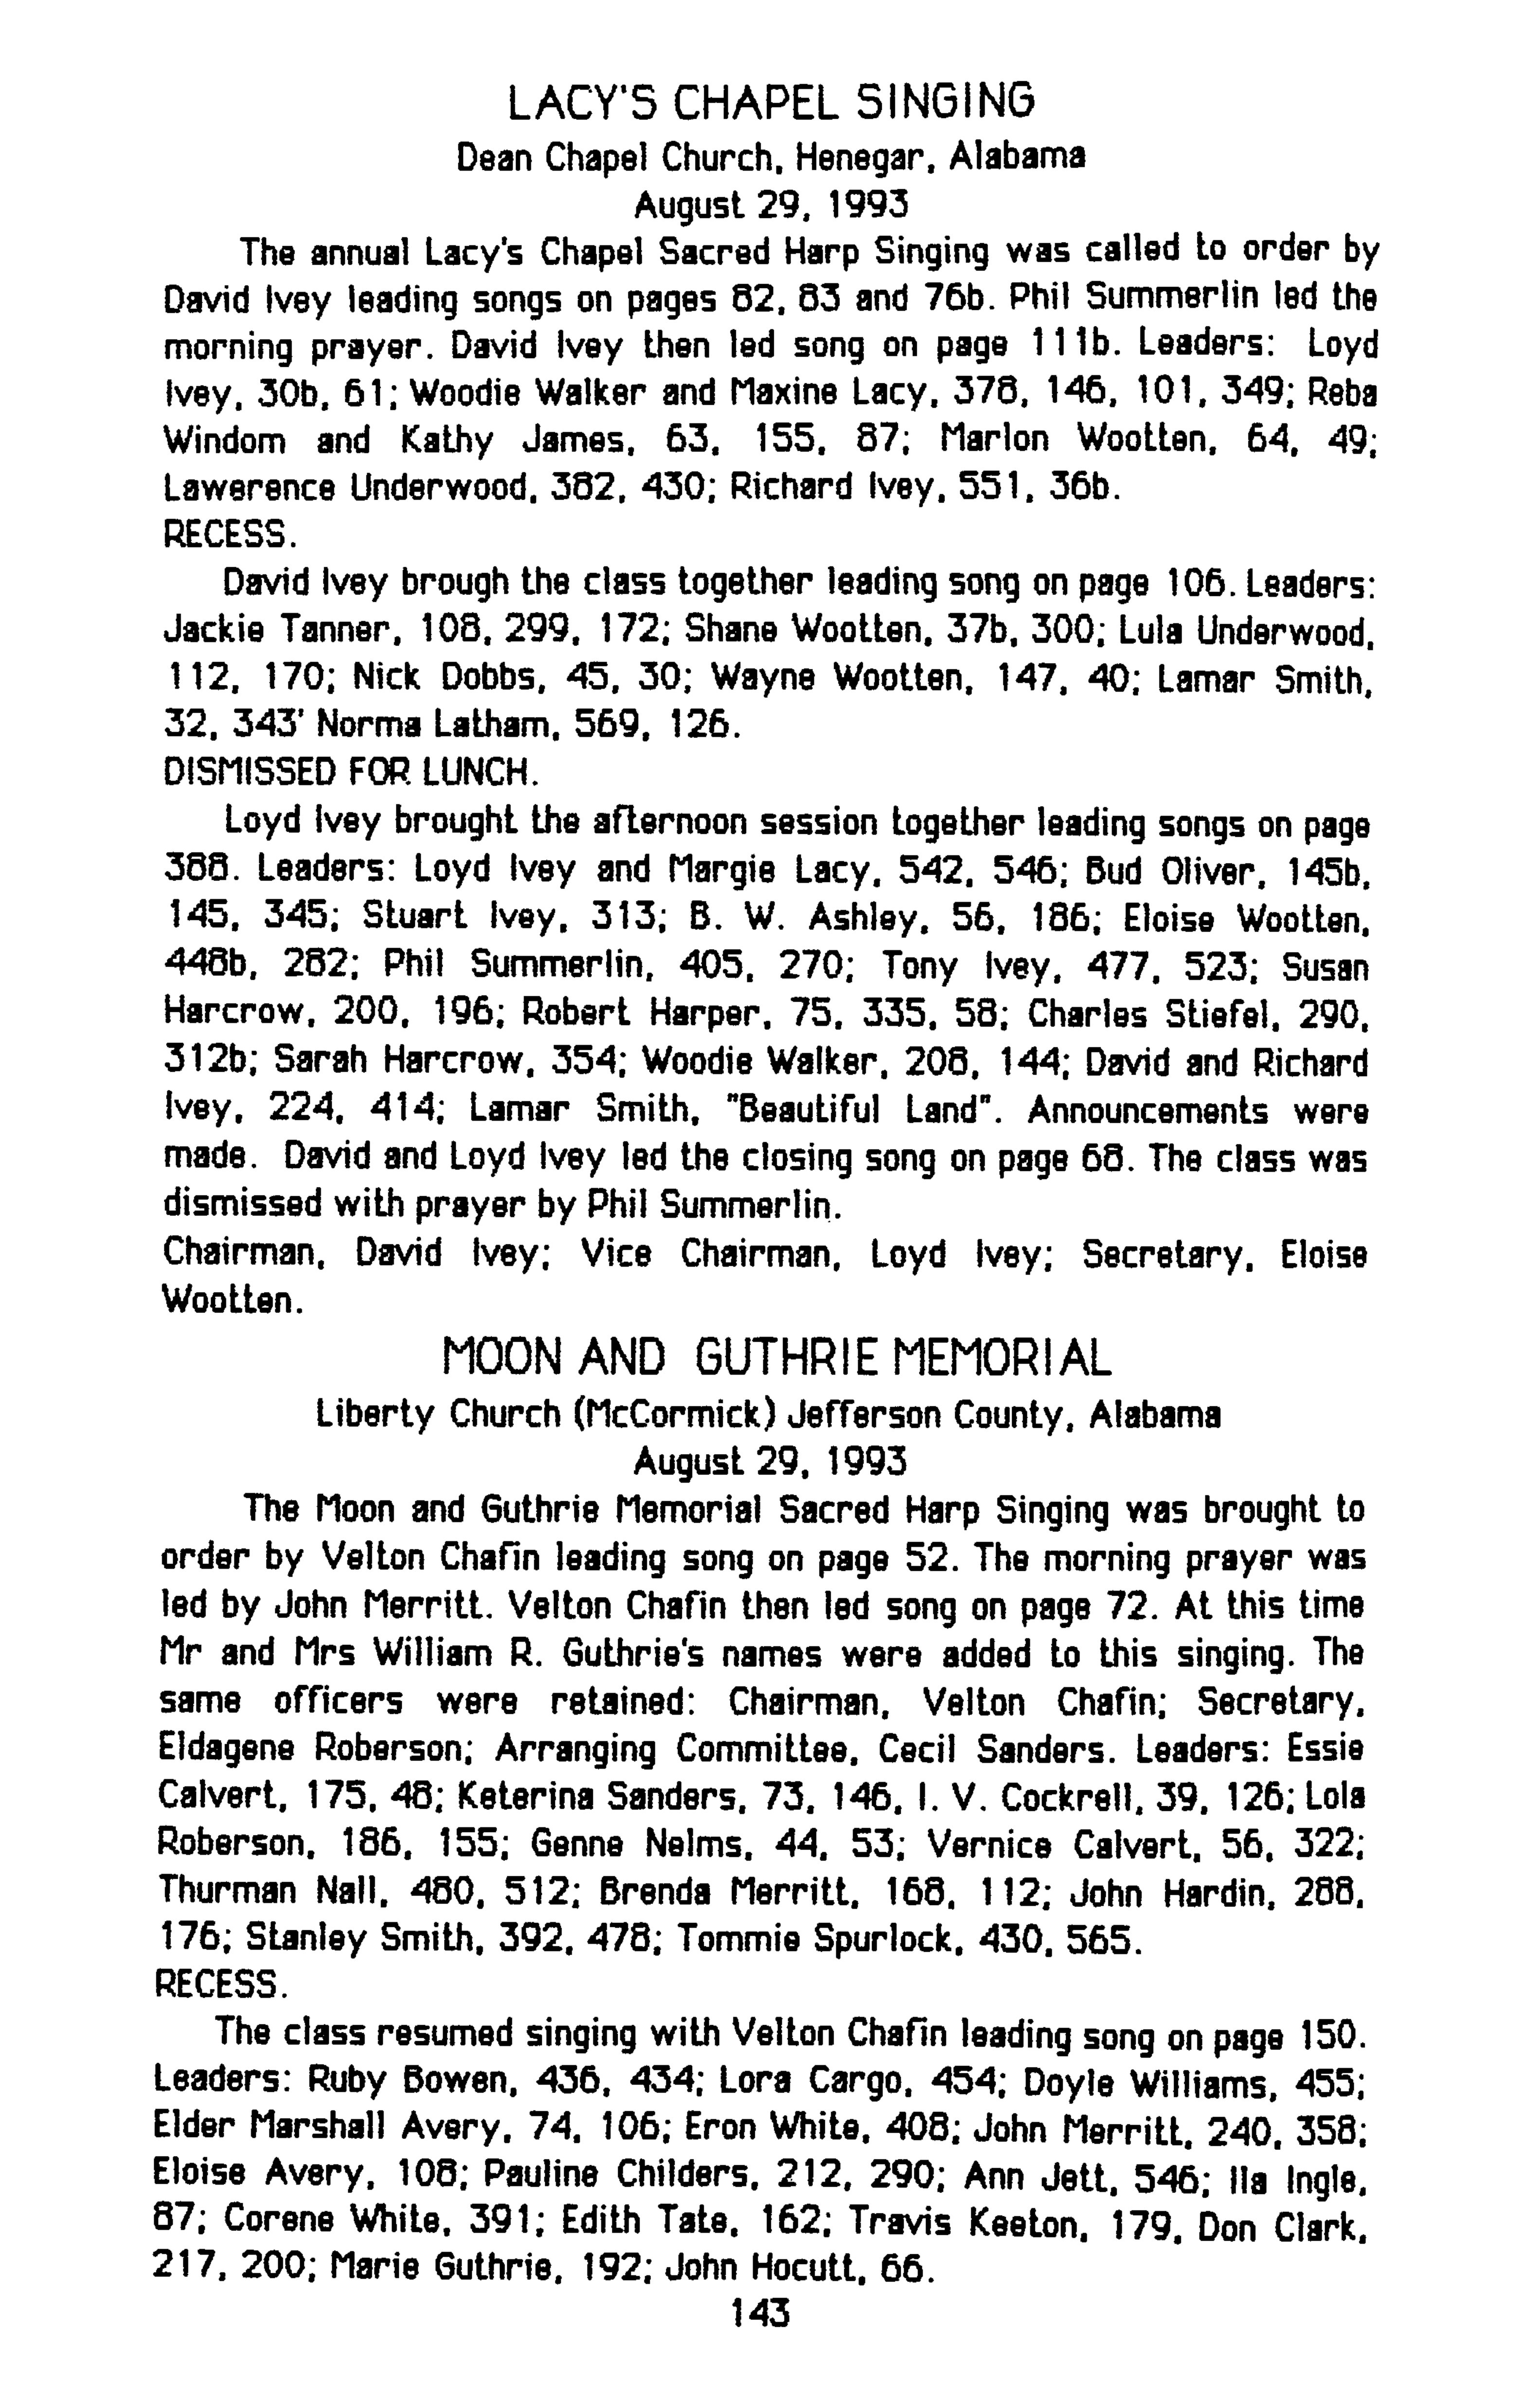 LACY'S CHAPEL SINGING
Dean Chapel Church, Henegar, Alabama
August 29, 1993
The annual Lacy's Chapel Sacred Harp Singing was called to order by
David Ivey leading songs on pages 82, 83 and 76b. Phil Summerlin led the
morning prayer. David Ivey then led song on page 111b. Leaders: Loyd
Ivey, 30b, 61; Woodie Walker and Maxine Lacy, 378, 146, 101, 349; Reba
Windom and Kathy James, 63, 155, 87; Marlon Wootten, 64, 49;
Lawerence Underwood, 382, 430; Richard Ivey, 551, 36b.
RECESS.
David Ivey brough the class together leading song on page 106. Leaders:
Jackie Tanner, 108, 299, 172; Shane Wootten, 37b, 300; Lula Underwood,
112, 170; Nick Dobbs, 45, 30; Wayne Wootten, 147, 40; Lamar Smith,
32, 343' Norma Latham, 569, 126.
DISMISSED FOR LUNCH.
Loyd Ivey brought the afternoon session together leading songs on page
388. Leaders: Loyd Ivey and Margie Lacy, 542, 546; Bud Oliver, 145b,
145, 345; Stuart Ivey, 313; B. W. Ashley, 56, 186; Eloise Wootten,
448b, 282; Phil Summerlin, 405, 270; Tony Ivey, 477, 523; Susan
Harcrow, 200, 196; Robert Harper, 75, 335, 58; Charles Stiefel, 290,
312b; Sarah Harcrow, 354; Woodie Walker, 208, 144; David and Richard
Ivey, 224, 414; Lamar Smith, "Beautiful Land". Announcements were
made. David and Loyd Ivey led the closing song on page 68. The class was
dismissed with prayer by Phil Summerlin.
Chairman, David Ivey; Vice Chairman, Loyd Ivey; Secretary, Eloise
Wootten.
MOON AND GUTHRIE MEMORIAL
Liberty Church (McCormick) Jefferson County, Alabama
August 29, 1993
The Moon and Guthrie Memorial Sacred Harp Singing was brought to
order by Velton Chafin leading song on page 52. The morning prayer was
led by John Merritt. Velton Chafin then led song on page 72. At this time
Mr and Mrs William R. Guthrie's names were added to this singing. The
same officers were retained: Chairman, Velton Chafin; Secretary,
Eldagene Roberson; Arranging Committee, Cecil Sanders. Leaders: Essie
Calvert, 175, 48; Keterina Sanders, 73, 146, I. V. Cockrell, 39, 126; Lola
Roberson, 186, 155; Genne Nelms, 44, 53; Vernice Calvert, 56, 322;
Thurman Nall, 480, 512; Brenda Merritt, 168, 112; John Hardin, 288,
176; Stanley Smith, 392, 478; Tommie Spurlock, 430, 565.
RECESS.
The class resumed singing with Velton Chafin leading song on page 150.
Leaders: Ruby Bowen, 436, 434; Lora Cargo, 454; Doyle Williams, 455;
Elder Marshall Avery, 74, 106; Eron White, 408; John Merritt, 240, 358;
Eloise Avery, 108; Pauline Childers, 212, 290; Ann Jett, 546; Ila Ingle,
87; Corene White, 391; Edith Tate, 162; Travis Keeton, 179, Don Clark,
217, 200; Marie Guthrie, 192; John Hocutt, 66.
143